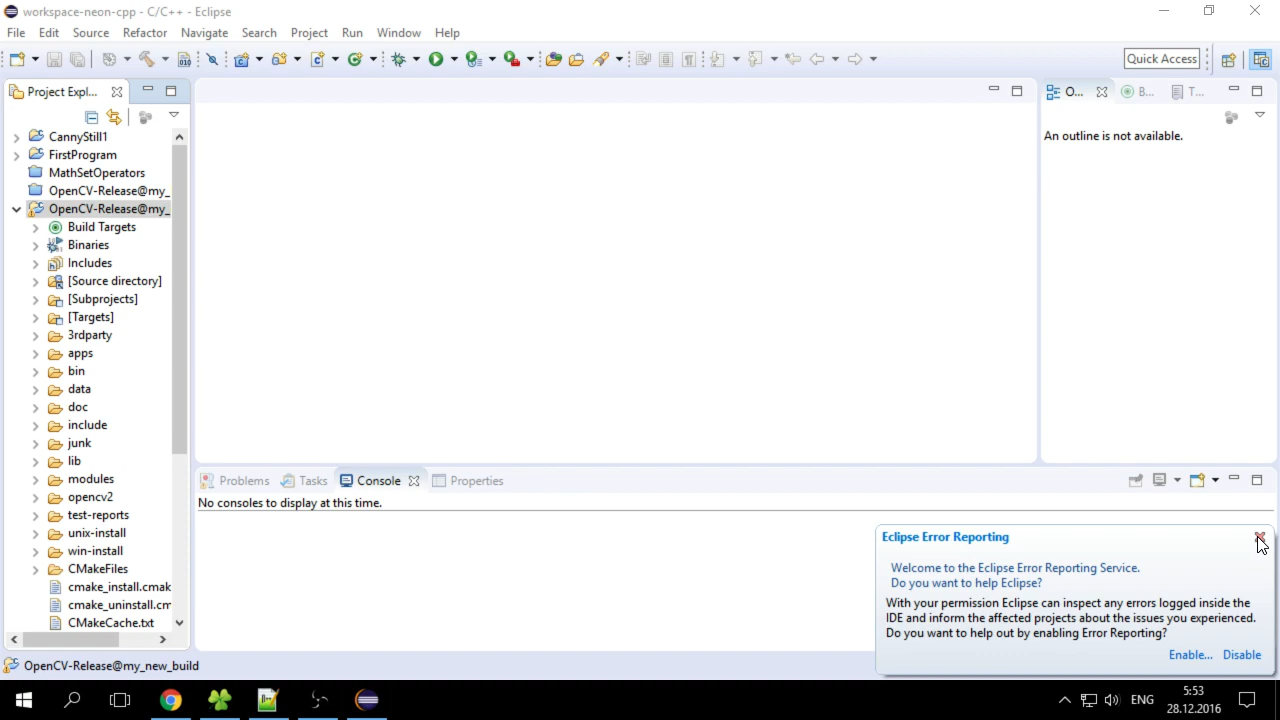 workspace-neon-cpp - C/C++ - Eclipse
File Edit Source Refactor Navigate Search Project Run Window Help
Quick Access
Project Expl...
O... B... T...
An outline is not available.
CannyStill1
FirstProgram
MathSetOperators
OpenCV-Release@my_
OpenCV-Release@my_
Build Targets
Binaries
Includes
[Source directory]
[Subprojects]
[Targets]
3rdparty
apps
bin
data
doc
include
junk
lib
modules
opencv2
test-reports
unix-install
win-install
CMakeFiles
cmake_install.cmak
cmake_uninstall.cm
CMakeCache.txt
Problems Tasks Console Properties
No consoles to display at this time.
Eclipse Error Reporting
Welcome to the Eclipse Error Reporting Service.
Do you want to help Eclipse?
With your permission Eclipse can inspect any errors logged inside the
IDE and inform the affected projects about the issues you experienced.
Do you want to help out by enabling Error Reporting?
Enable... Disable
OpenCV-Release@my_new_build
ENG
5:53
28.12.2016